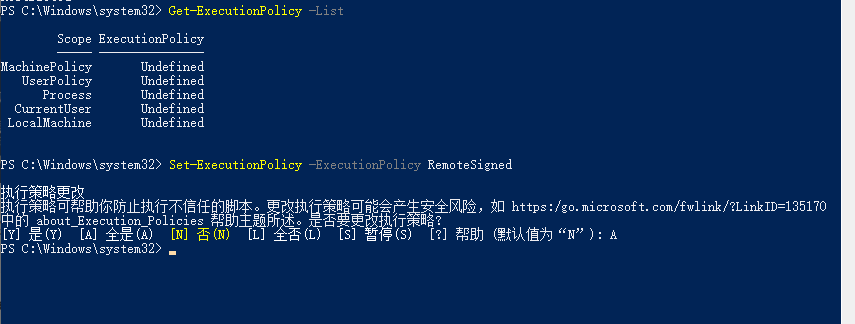 PS C:\Windows\system32> Get-ExecutionPolicy -List
Scope ExecutionPolicy
----- ---------------
MachinePolicy Undefined
UserPolicy Undefined
Process Undefined
CurrentUser Undefined
LocalMachine Undefined
PS C:\Windows\system32> Set-ExecutionPolicy -ExecutionPolicy RemoteSigned
执行策略更改
执行策略可帮助你防止执行不信任的脚本。更改执行策略可能会产生安全风险，如 https:/go.microsoft.com/fwlink/?LinkID=135170
中的 about_Execution_Policies 帮助主题所述。是否要更改执行策略?
[Y] 是(Y) [A] 全是(A) [N] 否(N) [L] 全否(L) [S] 暂停(S) [?] 帮助 (默认值为“N”): A
PS C:\Windows\system32>